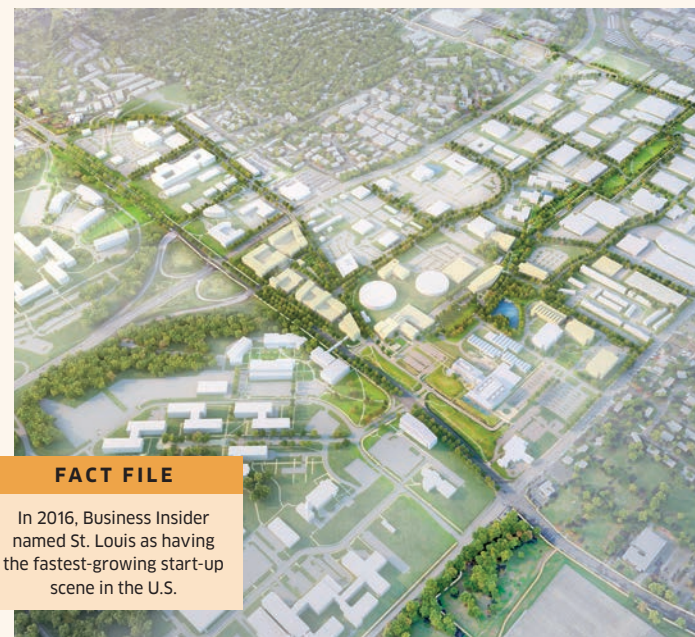 FACT FILE
In 2016, Business Insider
named St. Louis as having
the fastest-growing start-up
scene in the U.S.